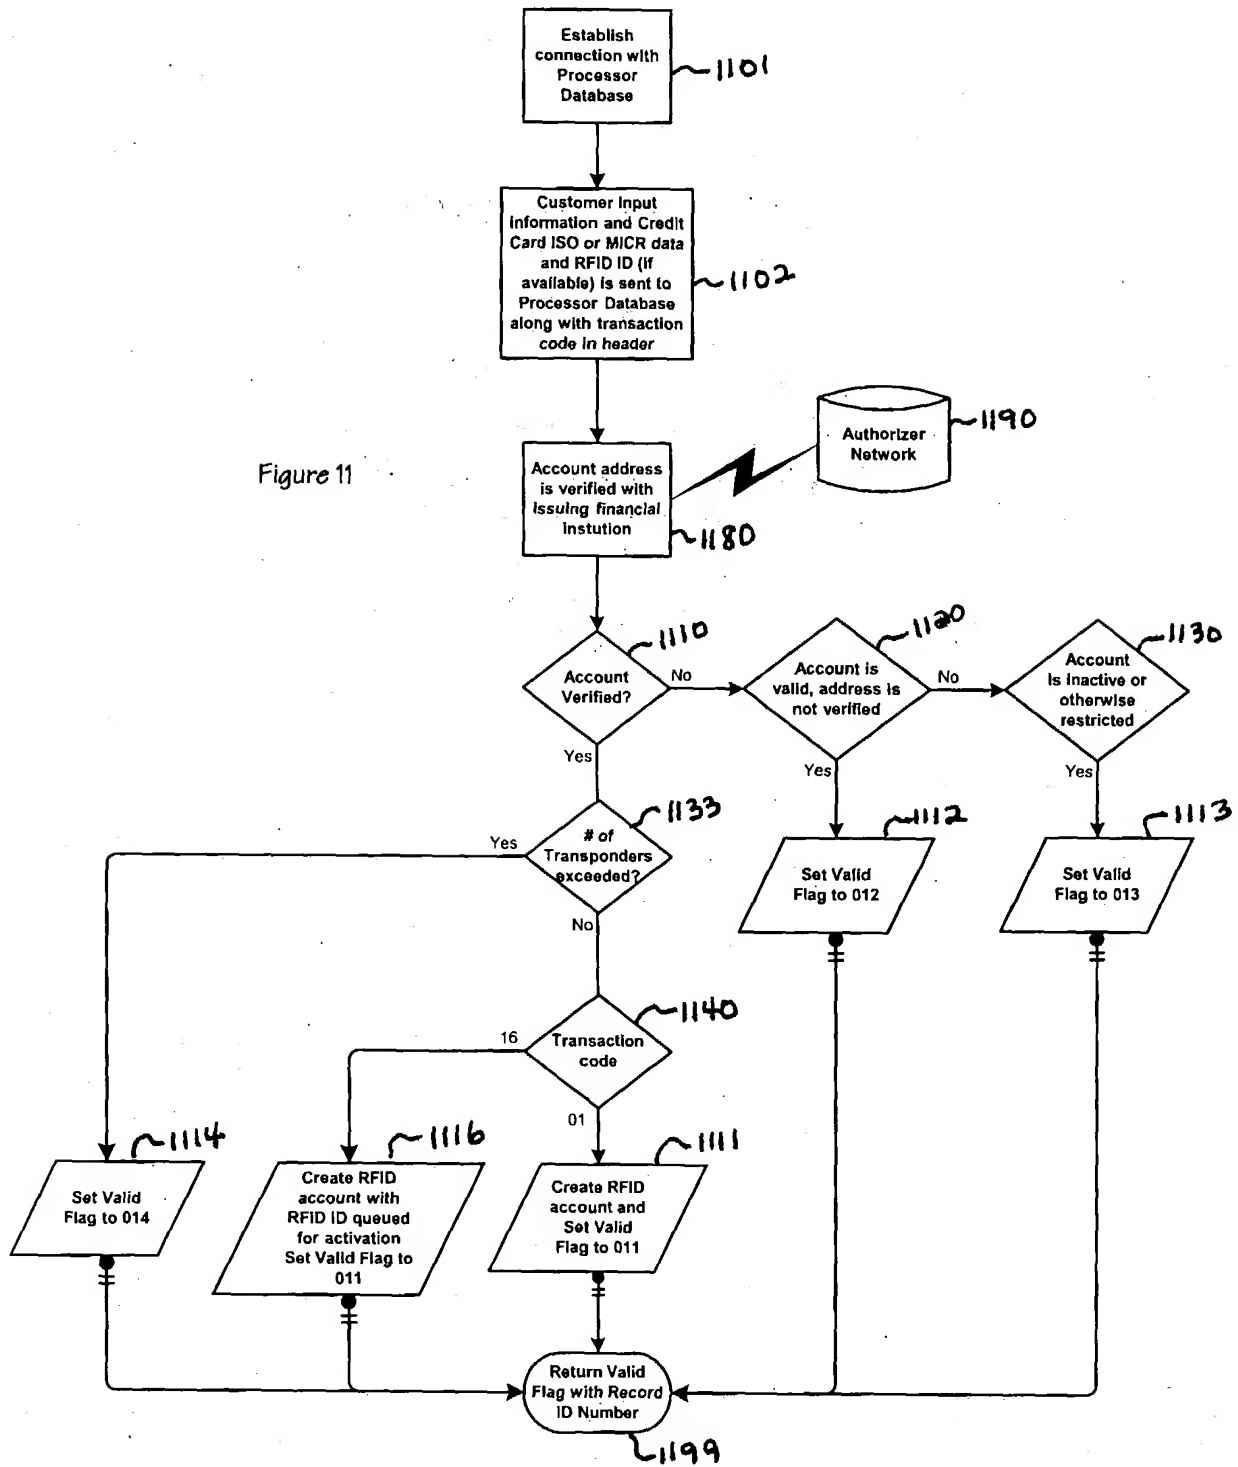 Establish
connection with
Processor
Database
1101
Customer Input
information and Credit
Card ISO or MICR data
and RFID ID (if
available) is sent to
Processor Database
along with transaction
code in header
1102
Authorizer
Network
1190
Figure 11
Account address
is verified with
issuing financial
instution
1180
Account
Verified?
1110
No
Account is
valid, address is
not verified
1120
No
Account
is inactive or
otherwise
restricted
1130
Yes
Yes
Yes
# of
Transponders
exceeded?
1133
Yes
No
Set Valid
Flag to 012
1112
Set Valid
Flag to 013
1113
Transaction
code
1140
16
01
Set Valid
Flag to 014
1114
Create RFID
account with
RFID ID queued
for activation
Set Valid Flag to
011
1116
Create RFID
account and
Set Valid
Flag to 011
1111
Return Valid
Flag with Record
ID Number
1199